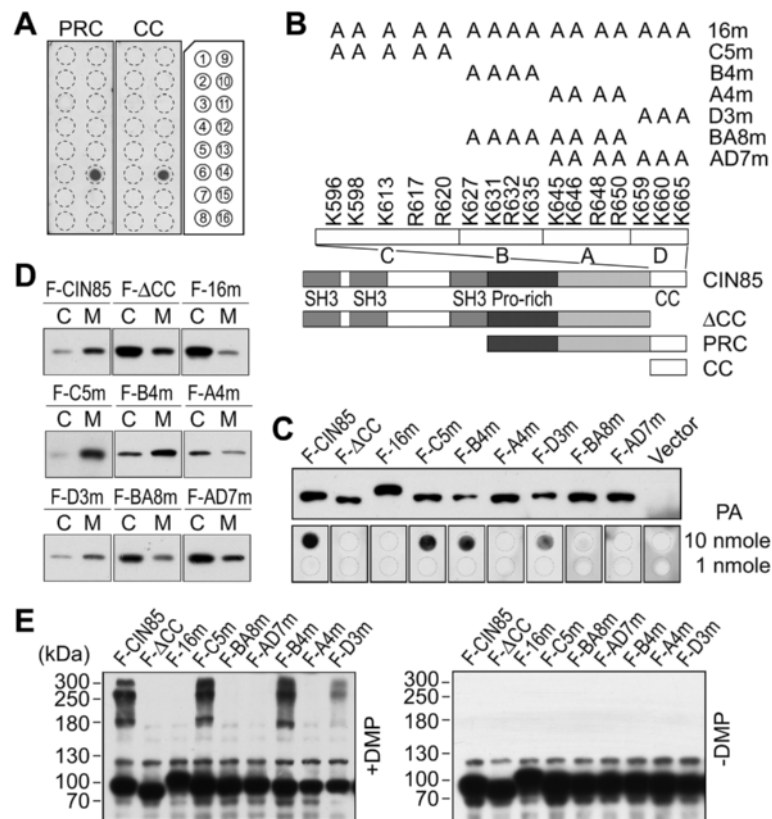 A
PRC CC
1 9
2 10
3 11
4 12
5 13
6 14
7 15
8 16
B
A A A A A A A A A A A A A A A A 16m
A A A A A C5m
A A A A B4m
A A A A A4m
A A A D3m
A A A A A A A A BA8m
A A A A A A A AD7m
K596 K598 K613 R617 R620 K627 K631 R632 K635 K645 K646 R648 R650 K659 K660 K665
C B A D
CIN85
SH3 SH3 SH3 Pro-rich CC
ΔCC
PRC
CC
C
F-CIN85 F-ΔCC F-16m F-C5m F-B4m F-A4m F-D3m F-BA8m F-AD7m Vector
PA
10 nmole
1 nmole
D
F-CIN85 F-ΔCC F-16m
C M C M C M
F-C5m F-B4m F-A4m
C M C M C M
F-D3m F-BA8m F-AD7m
C M C M C M
E
(kDa)
F-CIN85 F-ΔCC F-16m F-C5m F-BA8m F-AD7m F-B4m F-A4m F-D3m
300
250
180
130
100
70
+DMP
F-CIN85 F-ΔCC F-16m F-C5m F-BA8m F-AD7m F-B4m F-A4m F-D3m
300
250
180
130
100
70
-DMP